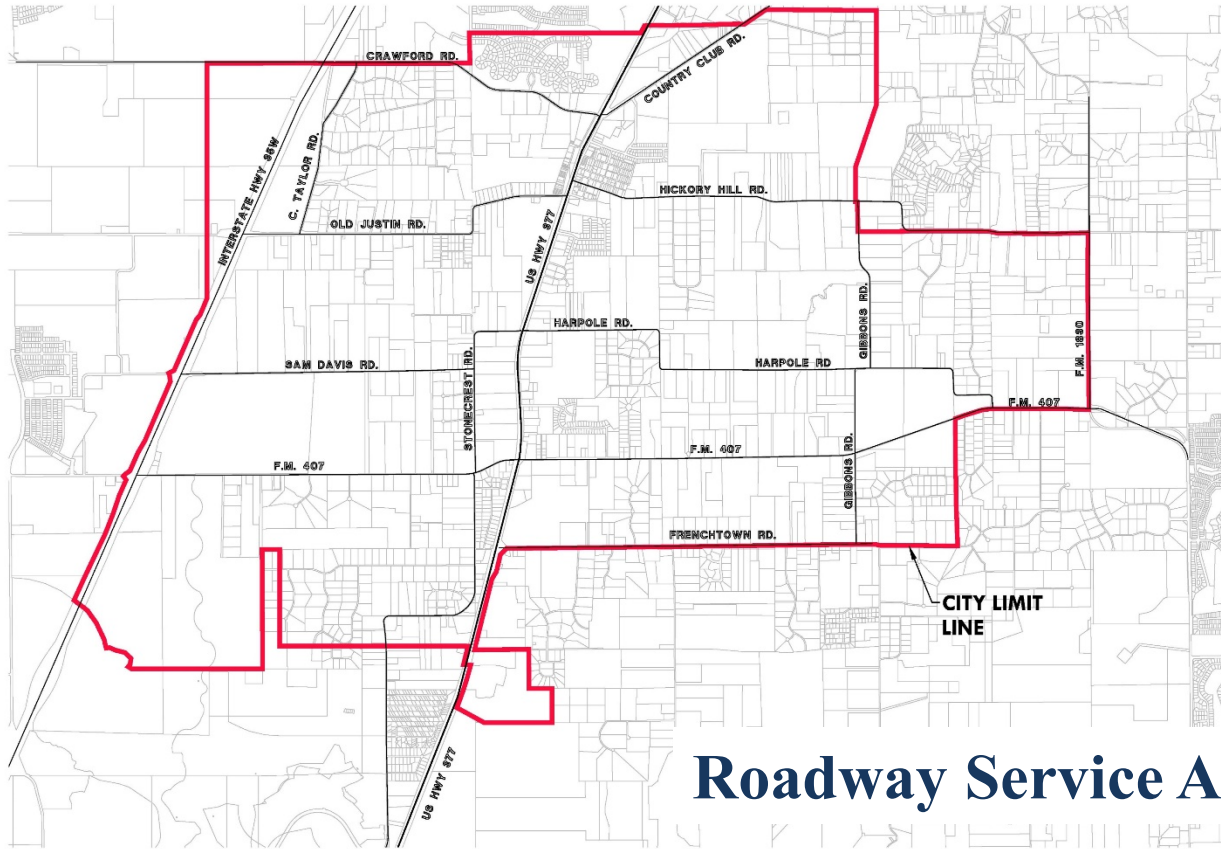 CRAWFORD RD.
COUNTRY CLUB RD.
INTERSTATE HWY 35W
C. TAYLOR RD.
HICKORY HILL RD.
OLD JUSTIN RD.
US HWY 377
GIBBONS RD.
HARPOLE RD.
F.M. 1830
SAM DAVIS RD.
STONECREST RD.
HARPOLE RD
F.M. 407
F.M. 407
F.M. 407
GIBBONS RD.
FRENCHTOWN RD.
CITY LIMIT
LINE
US HWY 377
Roadway Service A